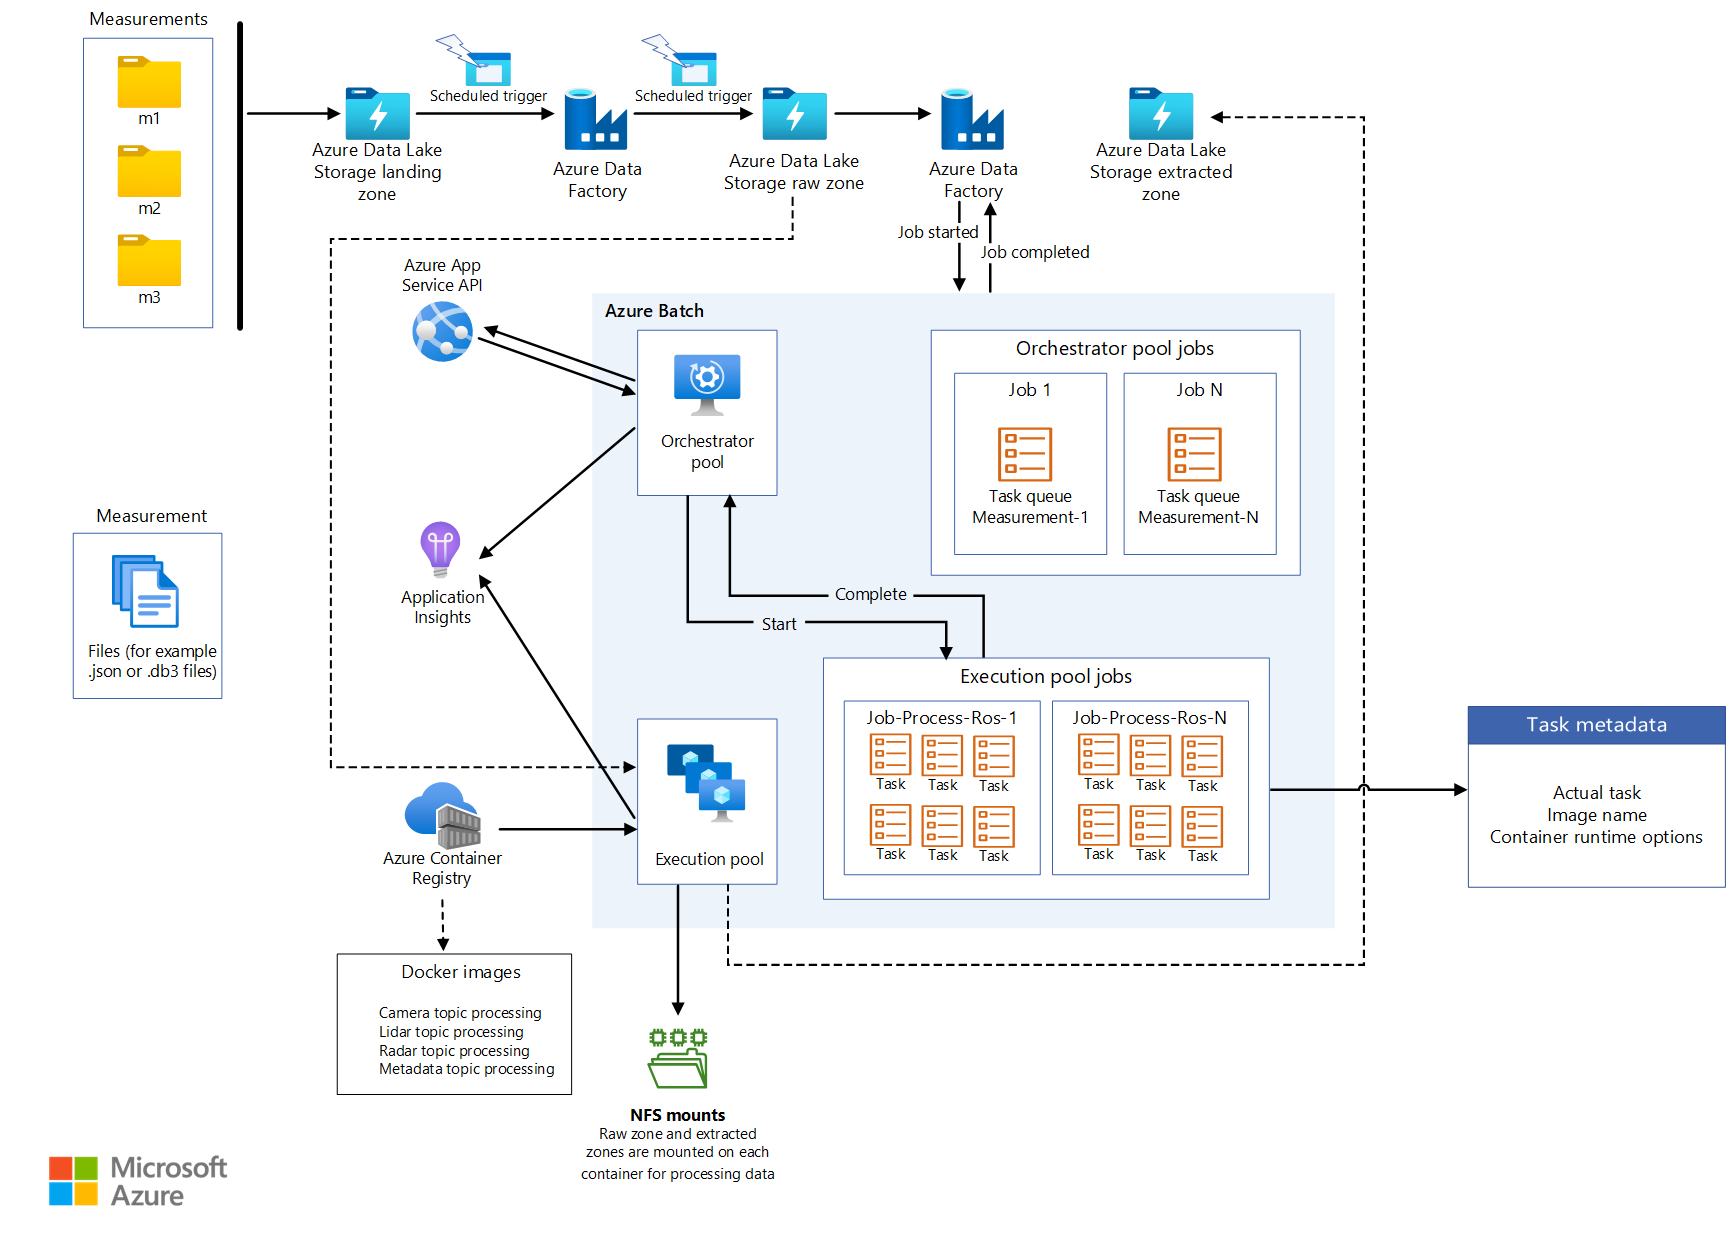 Measurements
m1
m2
m3
Scheduled trigger
Scheduled trigger
Azure Data Lake
Storage landing
zone
Azure Data
Factory
Azure Data Lake
Storage raw zone
Azure Data
Factory
Azure Data Lake
Storage extracted
zone
Job started
Job completed
Azure App
Service API
Azure Batch
Orchestrator
pool
Orchestrator pool jobs
Job 1
Task queue
Measurement-1
Job N
Task queue
Measurement-N
Measurement
Files (for example
.json or .db3 files)
Application
Insights
Complete
Start
Execution pool jobs
Job-Process-Ros-1
Task
Task
Task
Task
Task
Task
Job-Process-Ros-N
Task
Task
Task
Task
Task
Task
Task metadata
Actual task
Image name
Container runtime options
Azure Container
Registry
Execution pool
Docker images
Camera topic processing
Lidar topic processing
Radar topic processing
Metadata topic processing
NFS mounts
Raw zone and extracted
zones are mounted on each
container for processing data
Microsoft
Azure